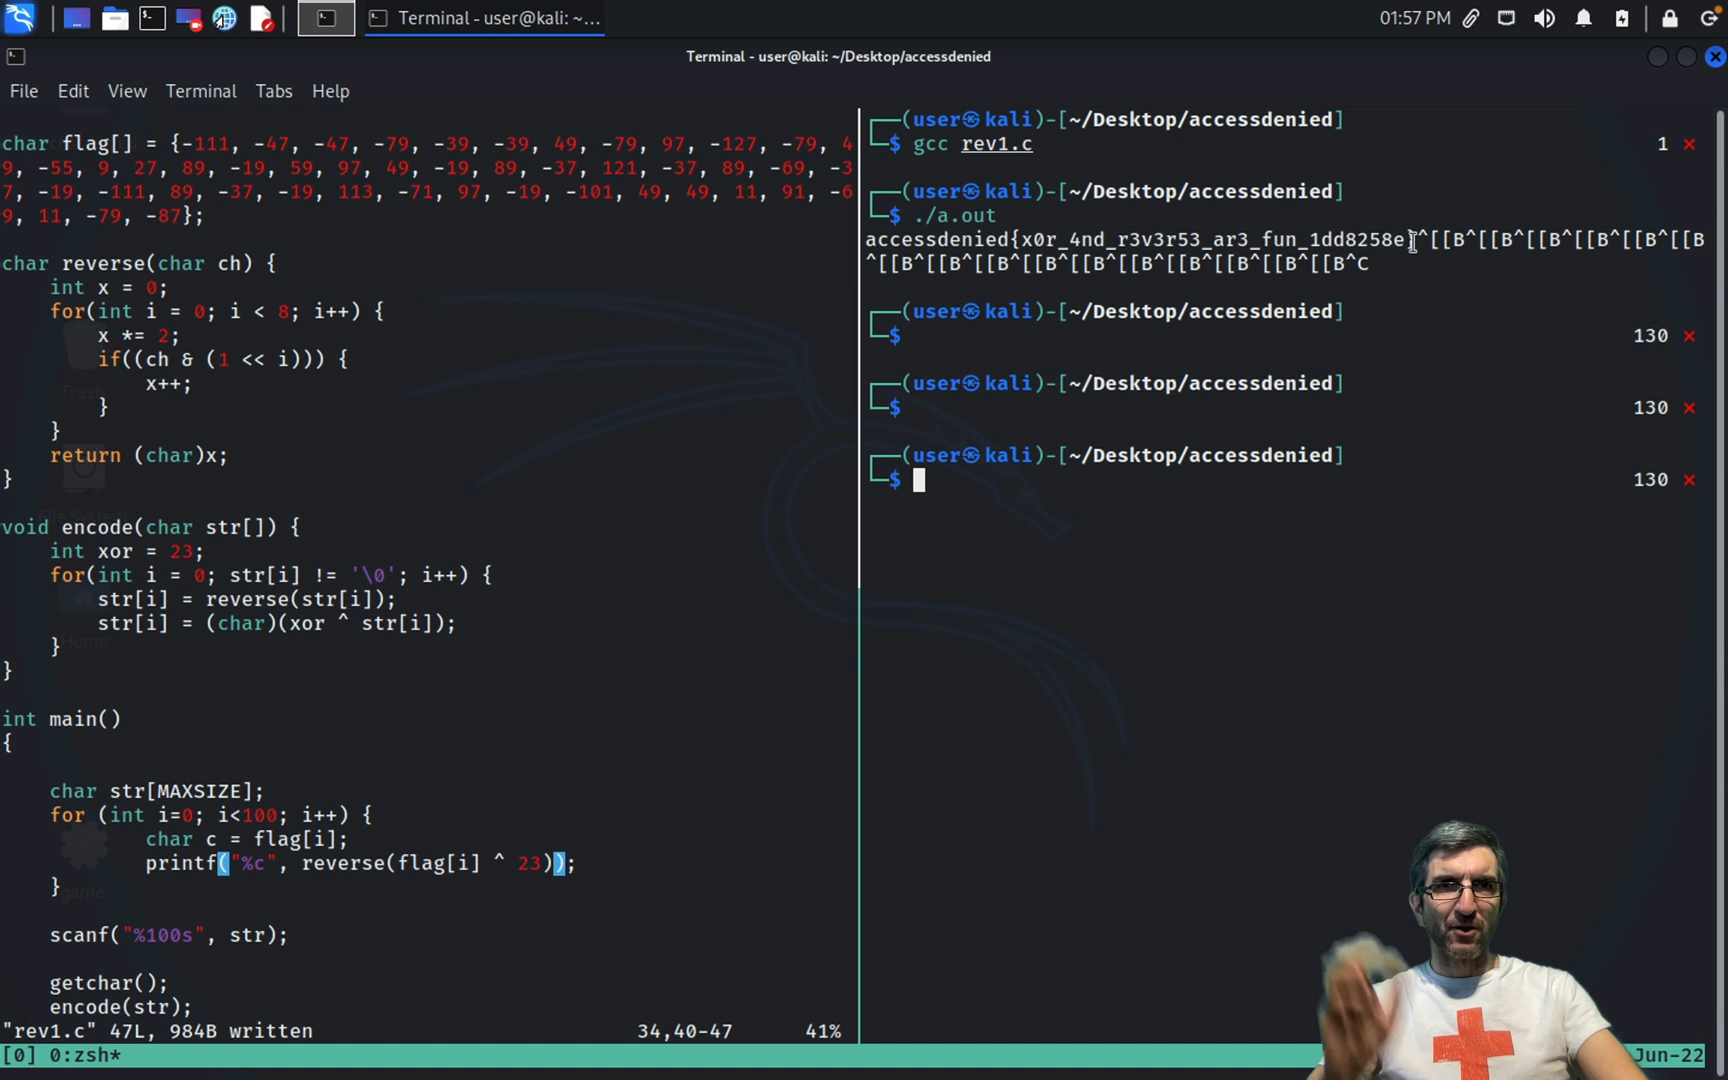 01:57 PM
Terminal - user@kali: ~...
Terminal - user@kali: ~/Desktop/accessdenied
File Edit View Terminal Tabs Help
char flag[] = {-111, -47, -47, -79, -39, -39, 49, -79, 97, -127, -79, 4
9, -55, 9, 27, 89, -19, 59, 97, 49, -19, 89, -37, 121, -37, 89, -69, -3
7, -19, -111, 89, -37, -19, 113, -71, 97, -19, -101, 49, 49, 11, 91, -6
9, 11, -79, -87};
char reverse(char ch) {
int x = 0;
for(int i = 0; i < 8; i++) {
x *= 2;
if((ch & (1 << i))) {
x++;
}
}
return (char)x;
}
void encode(char str[]) {
int xor = 23;
for(int i = 0; str[i] != '\0'; i++) {
str[i] = reverse(str[i]);
str[i] = (char)(xor ^ str[i]);
}
}
int main()
{
char str[MAXSIZE];
for (int i=0; i<100; i++) {
char c = flag[i];
printf("%c", reverse(flag[i] ^ 23));
}
scanf("%100s", str);
getchar();
encode(str);
"rev1.c" 47L, 984B written 34,40-47 41%
Trash
File System
Home
game
(user㉿kali)-[~/Desktop/accessdenied]
$ gcc rev1.c 1 ⨯
(user㉿kali)-[~/Desktop/accessdenied]
$ ./a.out
accessdenied{x0r_4nd_r3v3r53_ar3_fun_1dd8258e}^[[B^[[B^[[B^[[B^[[B^[[B
^[[B^[[B^[[B^[[B^[[B^[[B^[[B^[[B^[[B^[[B^C
(user㉿kali)-[~/Desktop/accessdenied]
$ 130 ⨯
(user㉿kali)-[~/Desktop/accessdenied]
$ 130 ⨯
(user㉿kali)-[~/Desktop/accessdenied]
$ 130 ⨯
[0] 0:zsh* Jun-22